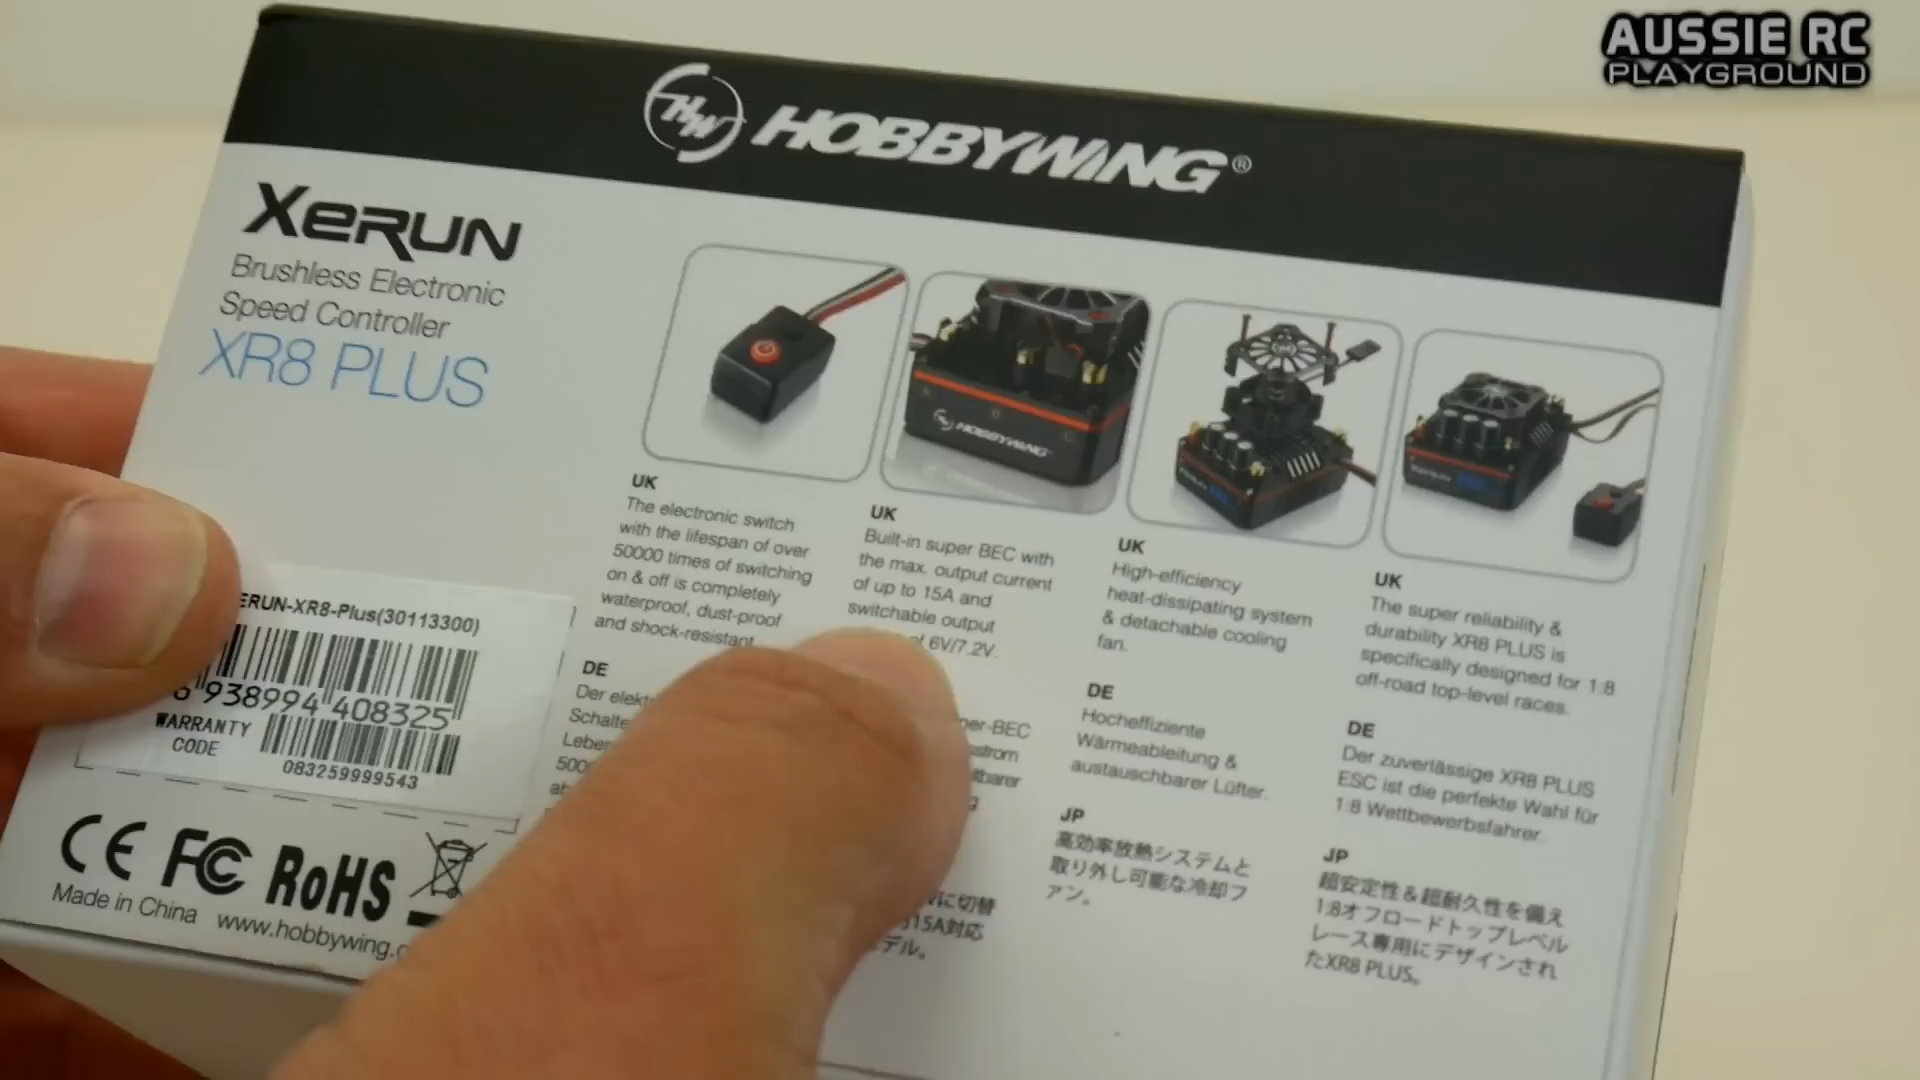 AUSSIE RC
PLAYGROUND
HW HOBBYWING®
XeRUN
Brushless Electronic
Speed Controller
XR8 PLUS
UK
The electronic switch
with the lifespan of over
50000 times of switching
on & off is completely
waterproof, dust-proof
and shock-resistant
DE
Der
Schalte
UK
Built-in super BEC with
the max. output current
of up to 15A and
switchable output
6V/7.2V.
per-BEC
sstrom
tbarer
g
Wに切替
15A対応
デル。
UK
High-efficiency
heat-dissipating system
& detachable cooling
fan.
DE
Hocheffiziente
Wärmeableitung &
austauschbarer Lüfter.
JP
高効率放熱システムと
取り外し可能な冷却フ
ァン。
UK
The super reliability &
durability XR8 PLUS is
specifically designed for 1:8
off-road top-level races.
DE
Der zuverlässige XR8 PLUS
ESC ist die perfekte Wahl für
1:8 Wettbewerbsfahrer.
JP
超安定性＆超耐久性を備え
1:8オフロードトップレベル
レース専用にデザインされ
たXR8 PLUS。
ERUN-XR8-Plus(30113300)
6 938994 408325
WARRANTY
CODE
083259999543
CE FC RoHS
Made in China www.hobbywing.c
HOBBYWING